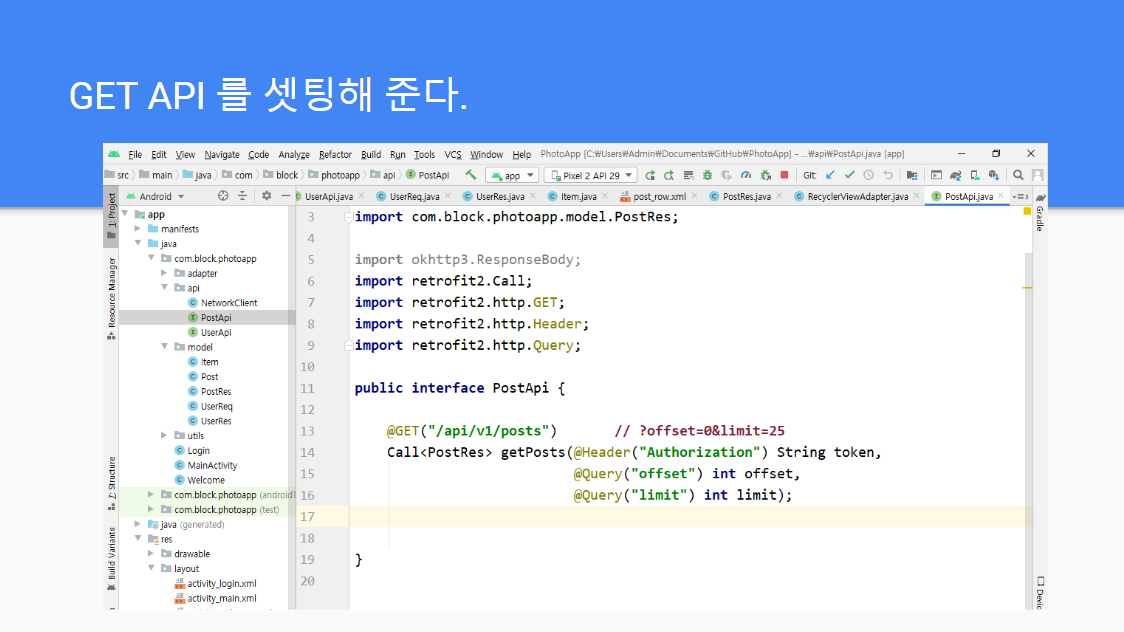 GET API 를 셋팅해 준다.
File Edit View Navigate Code Analyze Refactor Build Run Tools VCS Window Help PhotoApp [C:₩Users₩Admin₩Documents₩GitHub₩PhotoApp] - ...₩api₩PostApi.java [app]
src main java com block photoapp api PostApi app Pixel 2 API 29 Git:
Android
UserApi.java UserReq.java UserRes.java Item.java post_row.xml PostRes.java RecyclerViewAdapter.java PostApi.java
1: Project
Resource Manager
Z: Structure
Build Variants
app
manifests
java
com.block.photoapp
adapter
api
NetworkClient
PostApi
UserApi
model
Item
Post
PostRes
UserReq
UserRes
utils
Login
MainActivity
Welcome
com.block.photoapp (android
com.block.photoapp (test)
java (generated)
res
drawable
layout
activity_login.xml
activity_main.xml
3 import com.block.photoapp.model.PostRes;
4
5 import okhttp3.ResponseBody;
6 import retrofit2.Call;
7 import retrofit2.http.GET;
8 import retrofit2.http.Header;
9 import retrofit2.http.Query;
10
11 public interface PostApi {
12
13 @GET("/api/v1/posts") // ?offset=0&limit=25
14 Call<PostRes> getPosts(@Header("Authorization") String token,
15 @Query("offset") int offset,
16 @Query("limit") int limit);
17
18
19 }
20
Gradle